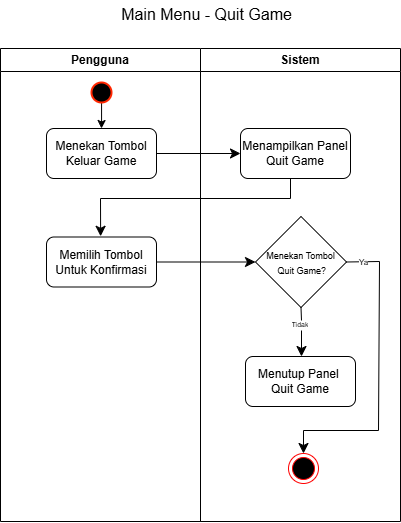 Main Menu - Quit Game
Pengguna
Sistem
Menekan Tombol
Keluar Game
Menampilkan Panel
Quit Game
Memilih Tombol
Untuk Konfirmasi
Menekan Tombol
Quit Game?
Ya
Tidak
Menutup Panel
Quit Game